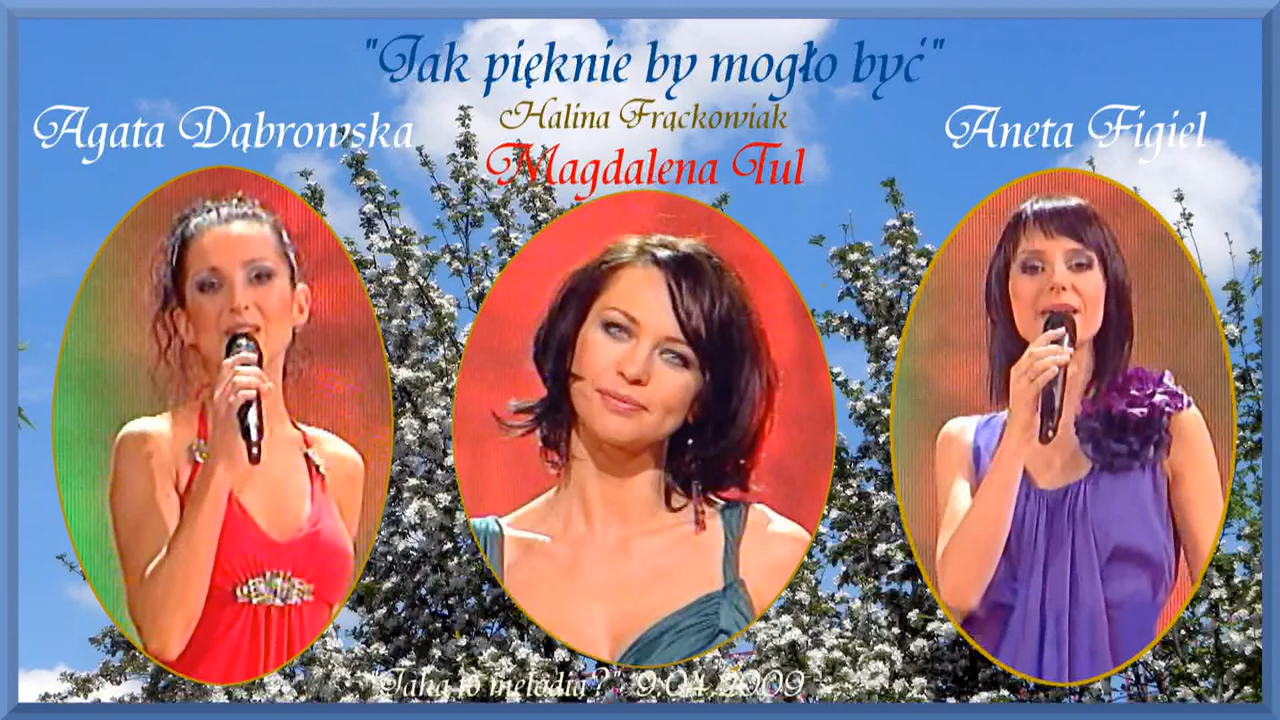 "Jak pięknie by mogło być"
Halina Frąckowiak
Agata Dąbrowska
Magdalena Tul
Aneta Figiel
"Jaka to melodia?" 9.04.2009